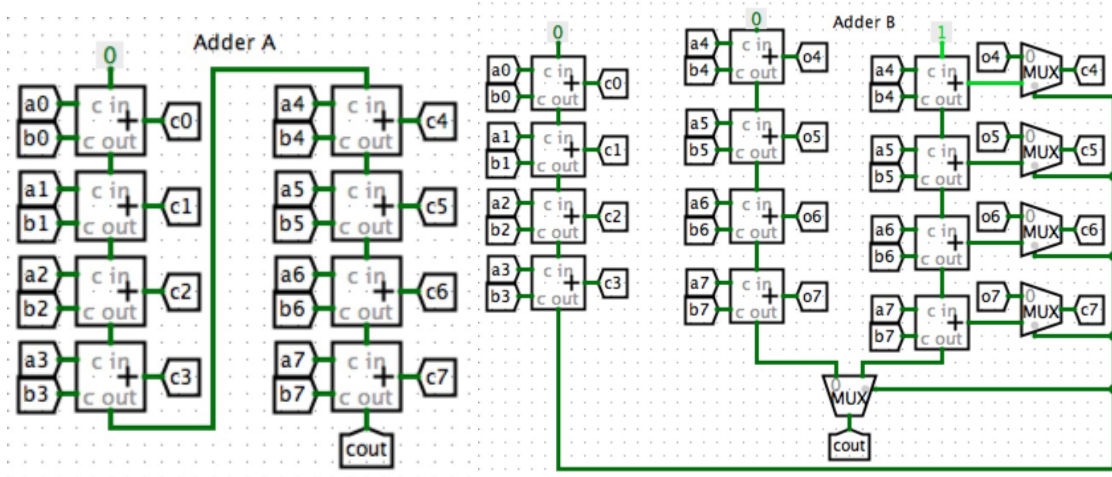 Adder A
0
a0 c in
b0 c out + c0
a1 c in
b1 c out + c1
a2 c in
b2 c out + c2
a3 c in
b3 c out + c3
a4 c in
b4 c out + c4
a5 c in
b5 c out + c5
a6 c in
b6 c out + c6
a7 c in
b7 c out + c7
cout
Adder B
0
a0 c in
b0 c out + c0
a1 c in
b1 c out + c1
a2 c in
b2 c out + c2
a3 c in
b3 c out + c3
0
a4 c in
b4 c out + o4
a5 c in
b5 c out + o5
a6 c in
b6 c out + o6
a7 c in
b7 c out + o7
1
a4 c in o4 0
b4 c out + MUX c4
a5 c in o5 0
b5 c out + MUX c5
a6 c in o6 0
b6 c out + MUX c6
a7 c in o7 0
b7 c out + MUX c7
0
MUX
cout